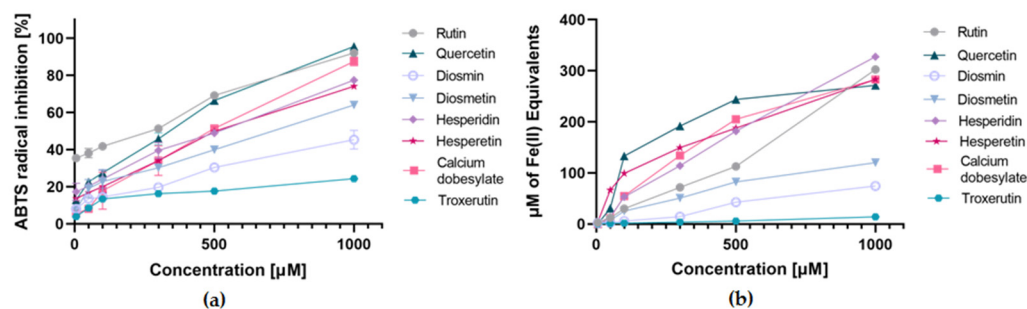 ABTS radical inhibition [%]
100
80
60
40
20
0
0
500
1000
Concentration [µM]
(a)
Rutin
Quercetin
Diosmin
Diosmetin
Hesperidin
Hesperetin
Calcium
dobesylate
Troxerutin
µM of Fe(II) Equivalents
400
300
200
100
0
0
500
1000
Concentration [µM]
(b)
Rutin
Quercetin
Diosmin
Diosmetin
Hesperidin
Hesperetin
Calcium
dobesylate
Troxerutin